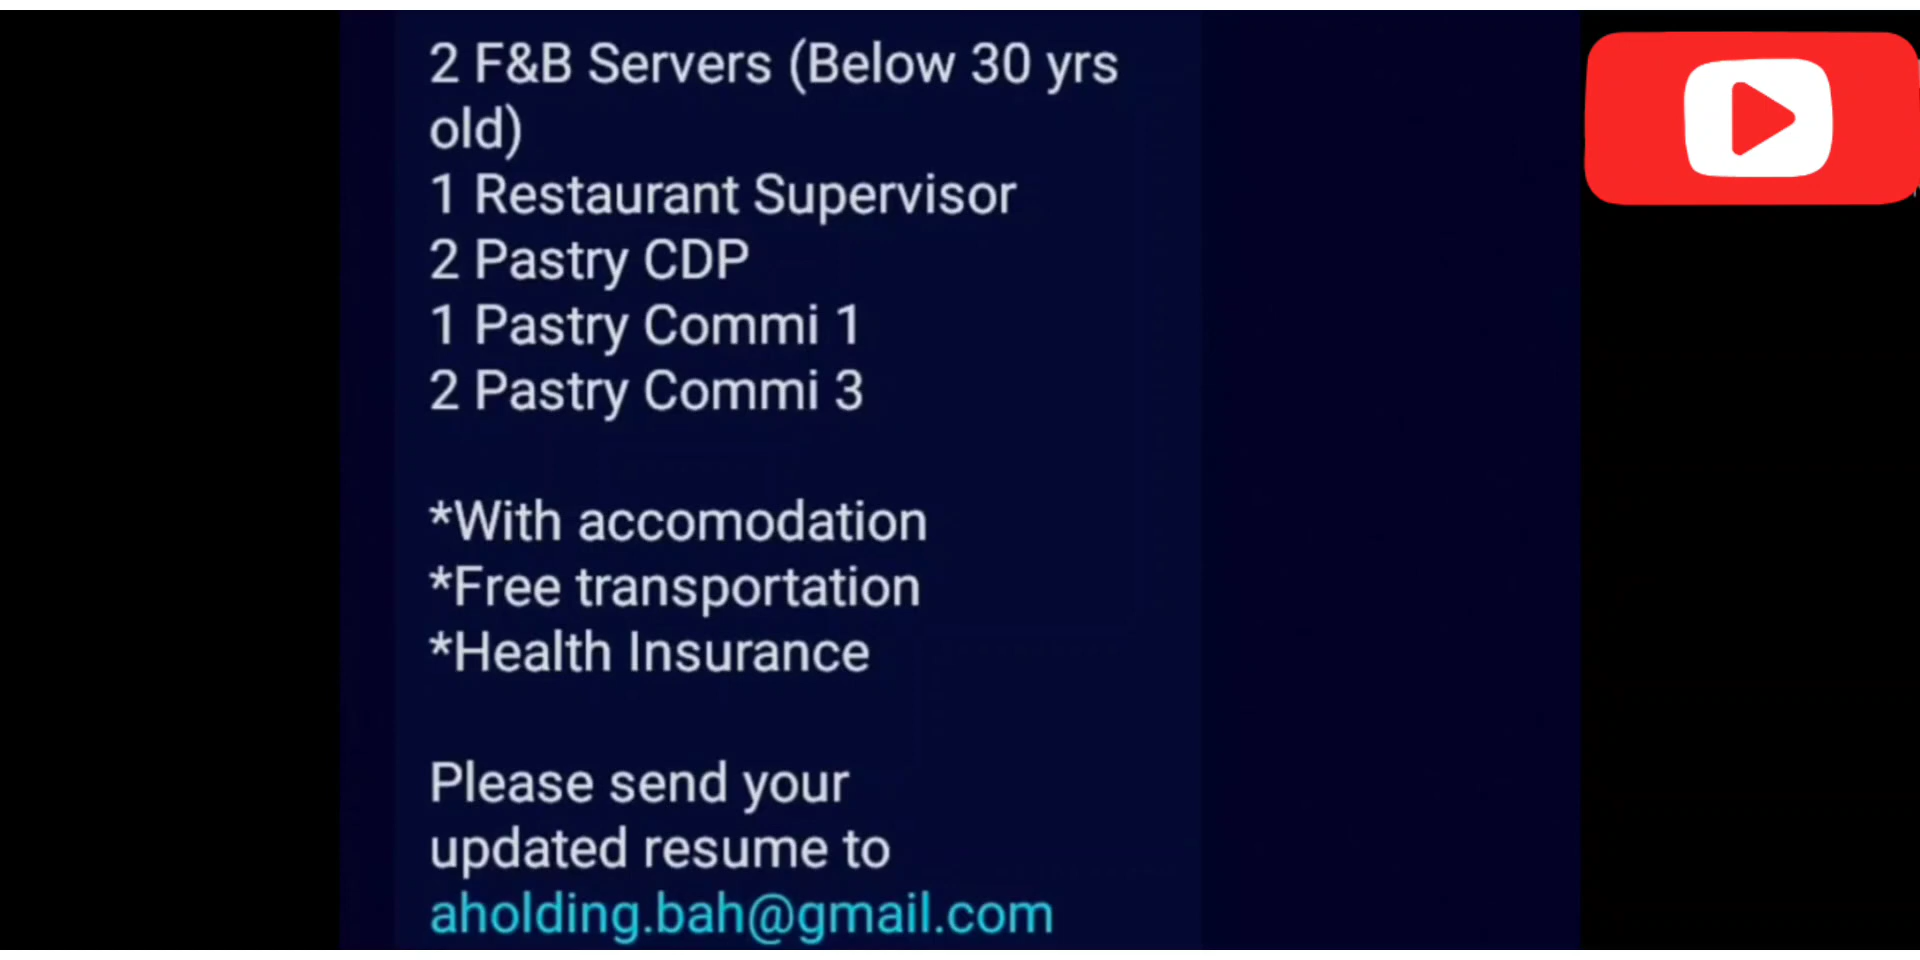 2 F&B Servers (Below 30 yrs
old)
1 Restaurant Supervisor
2 Pastry CDP
1 Pastry Commi 1
2 Pastry Commi 3
*With accomodation
*Free transportation
*Health Insurance
Please send your
updated resume to
aholding.bah@gmail.com